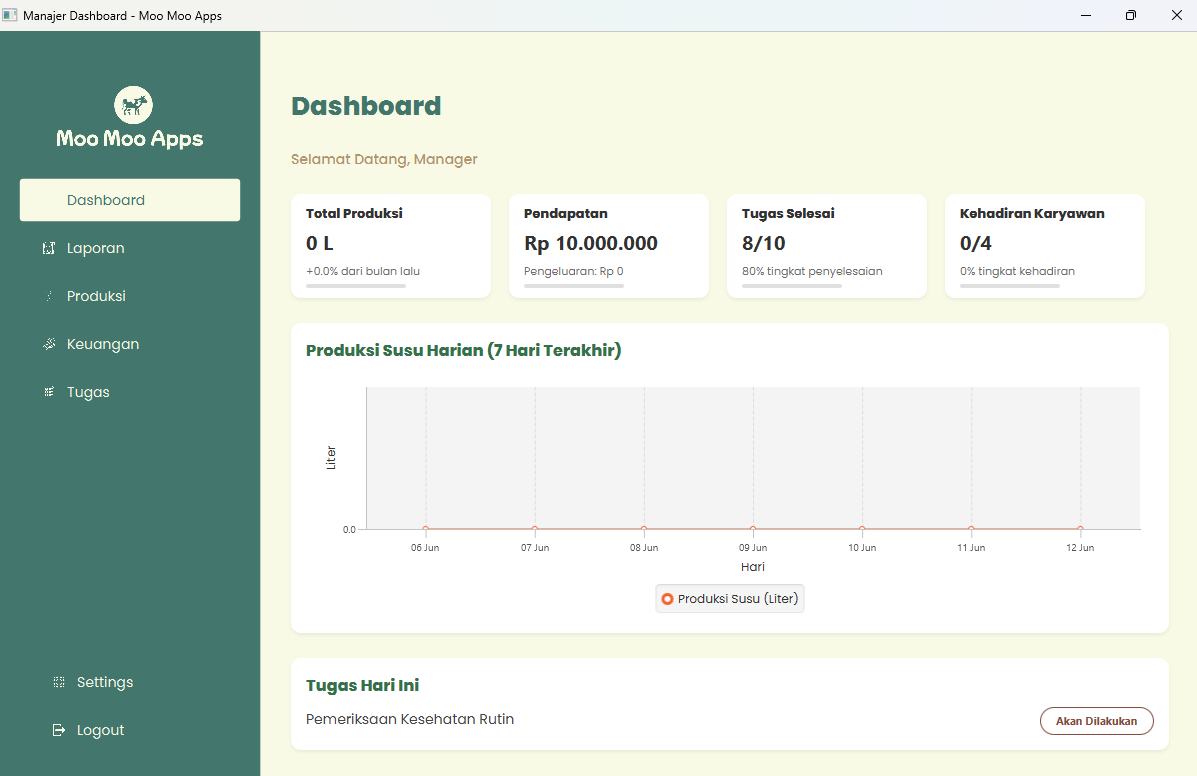 Manajer Dashboard - Moo Moo Apps
Moo Moo Apps
Dashboard
Laporan
Produksi
Keuangan
Tugas
Settings
Logout
Dashboard
Selamat Datang, Manager
Total Produksi
0 L
+0.0% dari bulan lalu
Pendapatan
Rp 10.000.000
Pengeluaran: Rp 0
Tugas Selesai
8/10
80% tingkat penyelesaian
Kehadiran Karyawan
0/4
0% tingkat kehadiran
Produksi Susu Harian (7 Hari Terakhir)
Liter
0.0
06 Jun 07 Jun 08 Jun 09 Jun 10 Jun 11 Jun 12 Jun
Hari
Produksi Susu (Liter)
Tugas Hari Ini
Pemeriksaan Kesehatan Rutin
Akan Dilakukan